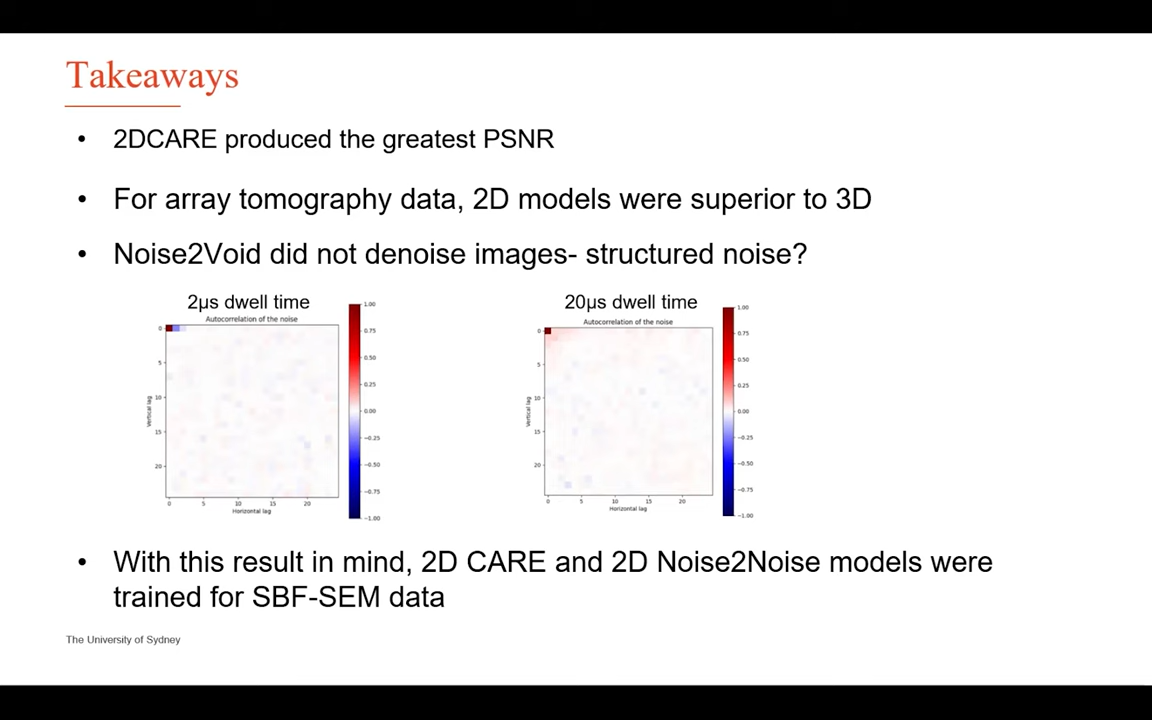 Takeaways
• 2DCARE produced the greatest PSNR
• For array tomography data, 2D models were superior to 3D
• Noise2Void did not denoise images- structured noise?
2μs dwell time
Autocorrelation of the noise
0
5
10
15
20
Vertical lag
0 5 10 15 20
Horizontal lag
1.00
0.75
0.50
0.25
0.00
−0.25
−0.50
−0.75
−1.00
20μs dwell time
Autocorrelation of the noise
0
5
10
15
20
Vertical lag
0 5 10 15 20
Horizontal lag
1.00
0.75
0.50
0.25
0.00
−0.25
−0.50
−0.75
−1.00
• With this result in mind, 2D CARE and 2D Noise2Noise models were
trained for SBF-SEM data
The University of Sydney